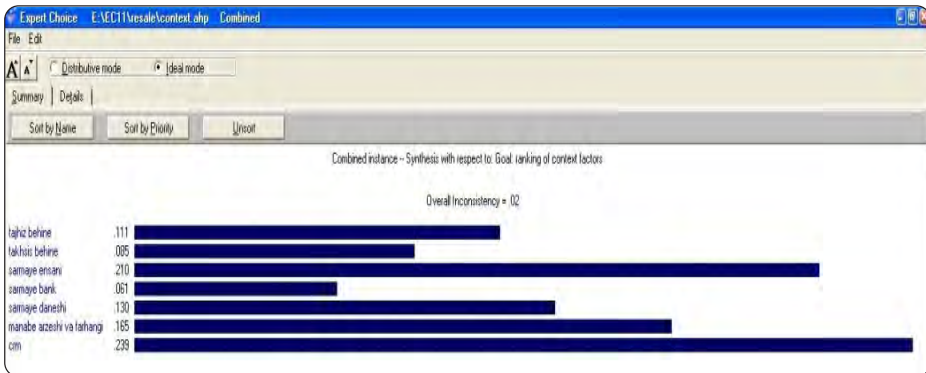 Expert Choice E:\EC11\resale\context.ahp Combined
File Edit
A A Distributive mode Ideal mode
Summary Details
Sort by Name Sort by Priority Unsort
Combined instance -- Synthesis with respect to: Goal: ranking of context factors
Overall Inconsistency = .02
tajhiz behine .111
takhsis behine .085
sarmaye ensani .210
sarmaye bank .061
sarmaye daneshi .130
manabe arzeshi va farhangi .165
crm .239